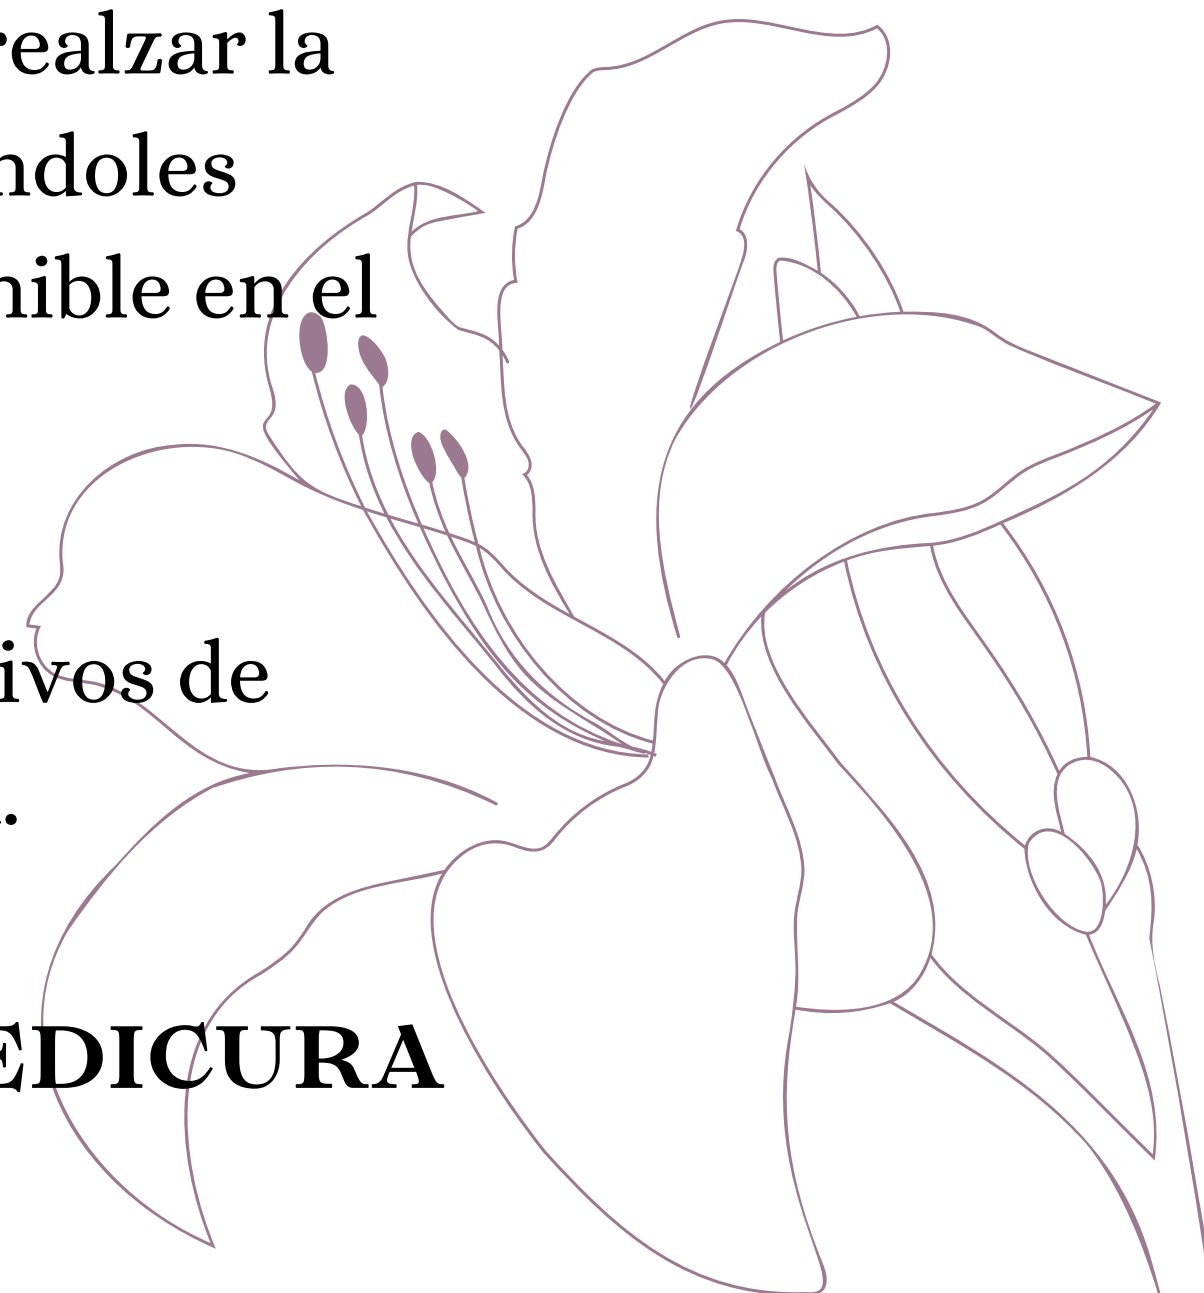 realzar la
ndoles
nible en el
ivos de
.
EDICURA